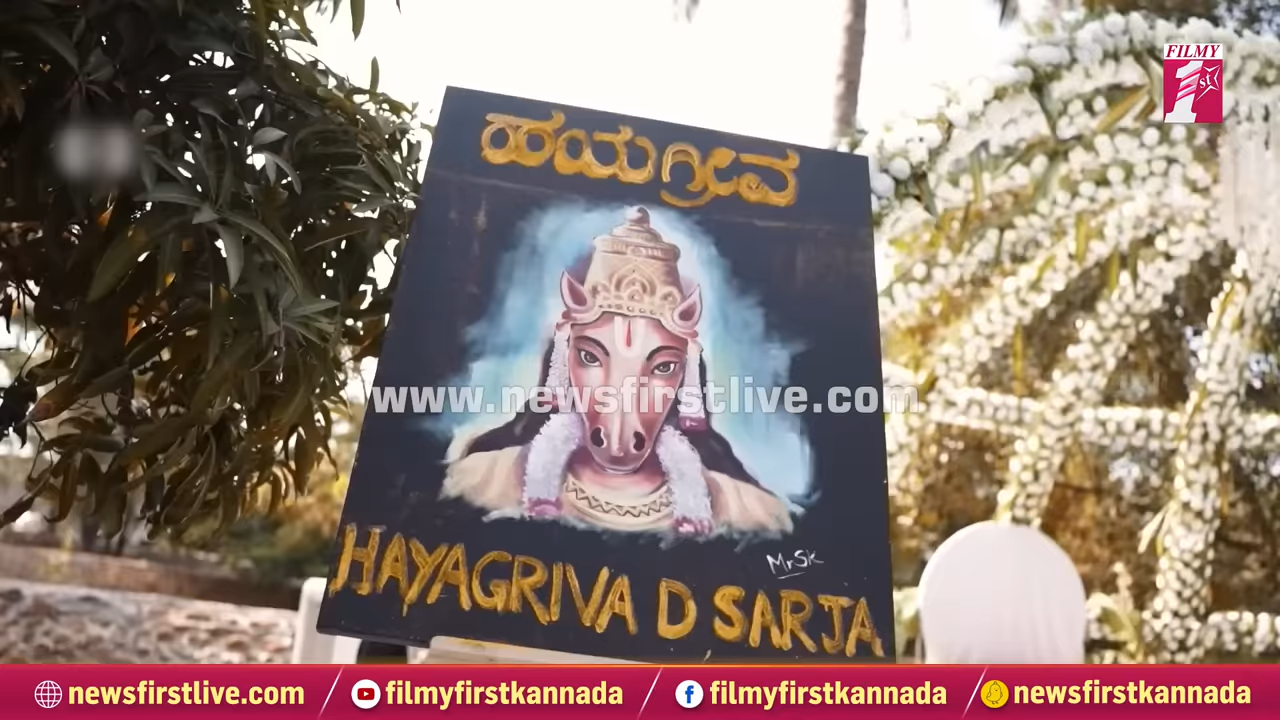 FILMY
1st
ಹಯಗ್ರೀವ
www.newsfirstlive.com
MrSK
HAYAGRIVA D SARJA
newsfirstlive.com
filmyfirstkannada
filmyfirstkannada
newsfirstkannada